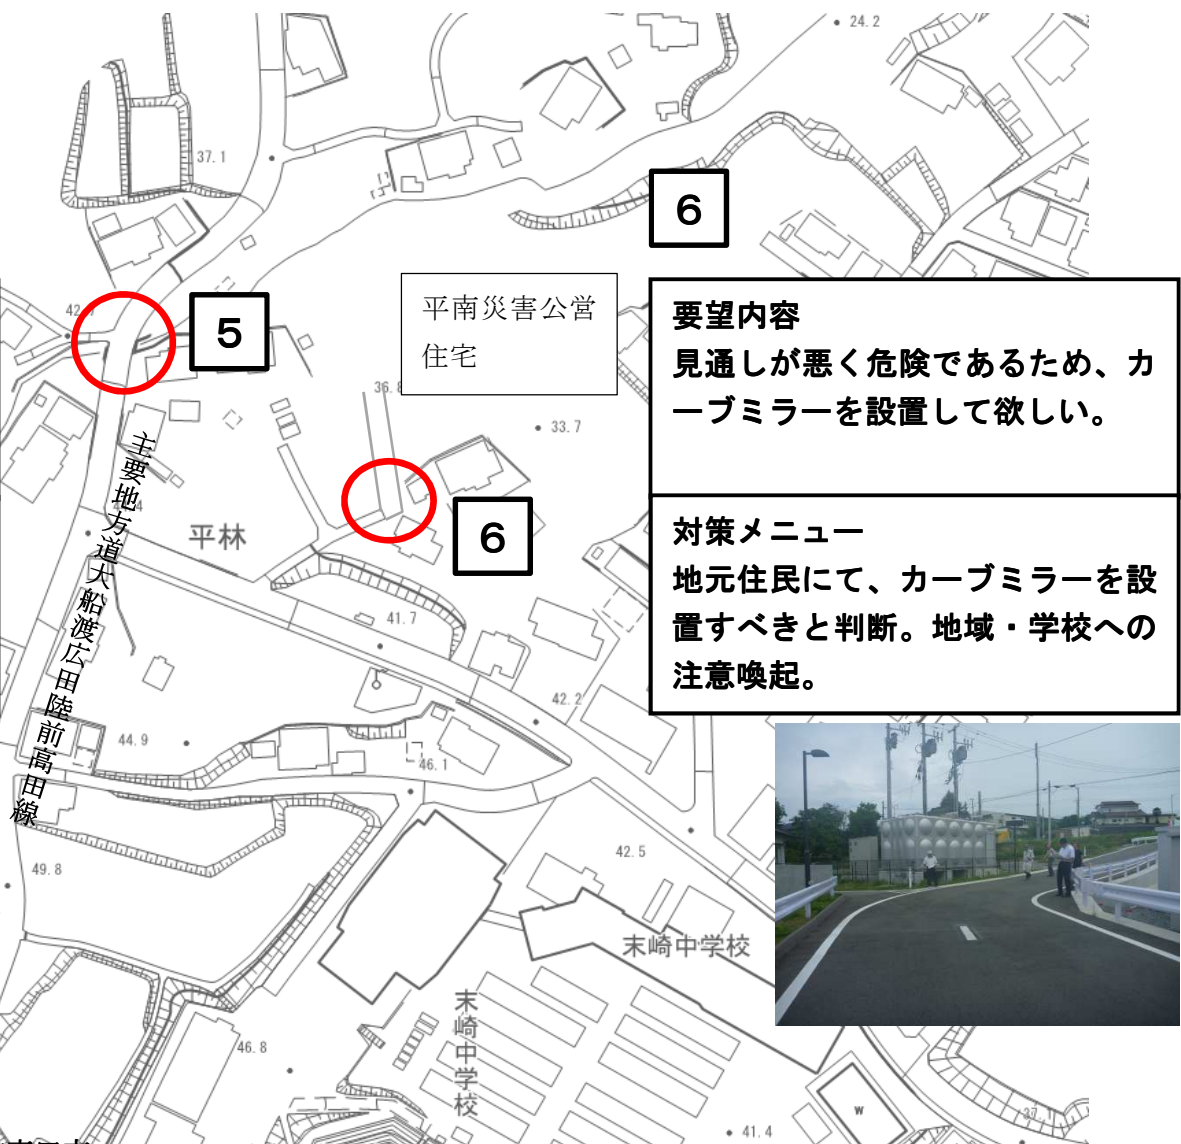 24.2
37.1
6
42.7
5
平南災害公営
住宅
36.8
33.7
要望内容
見通しが悪く危険であるため、カ
ーブミラーを設置して欲しい。
主要地方道大船渡広田陸前高田線
平林
6
対策メニュー
地元住民にて、カーブミラーを設
置すべきと判断。地域・学校への
注意喚起。
41.7
42.2
44.9
46.1
42.5
49.8
末崎中学校
末崎中学校
46.8
W
37.1
41.4